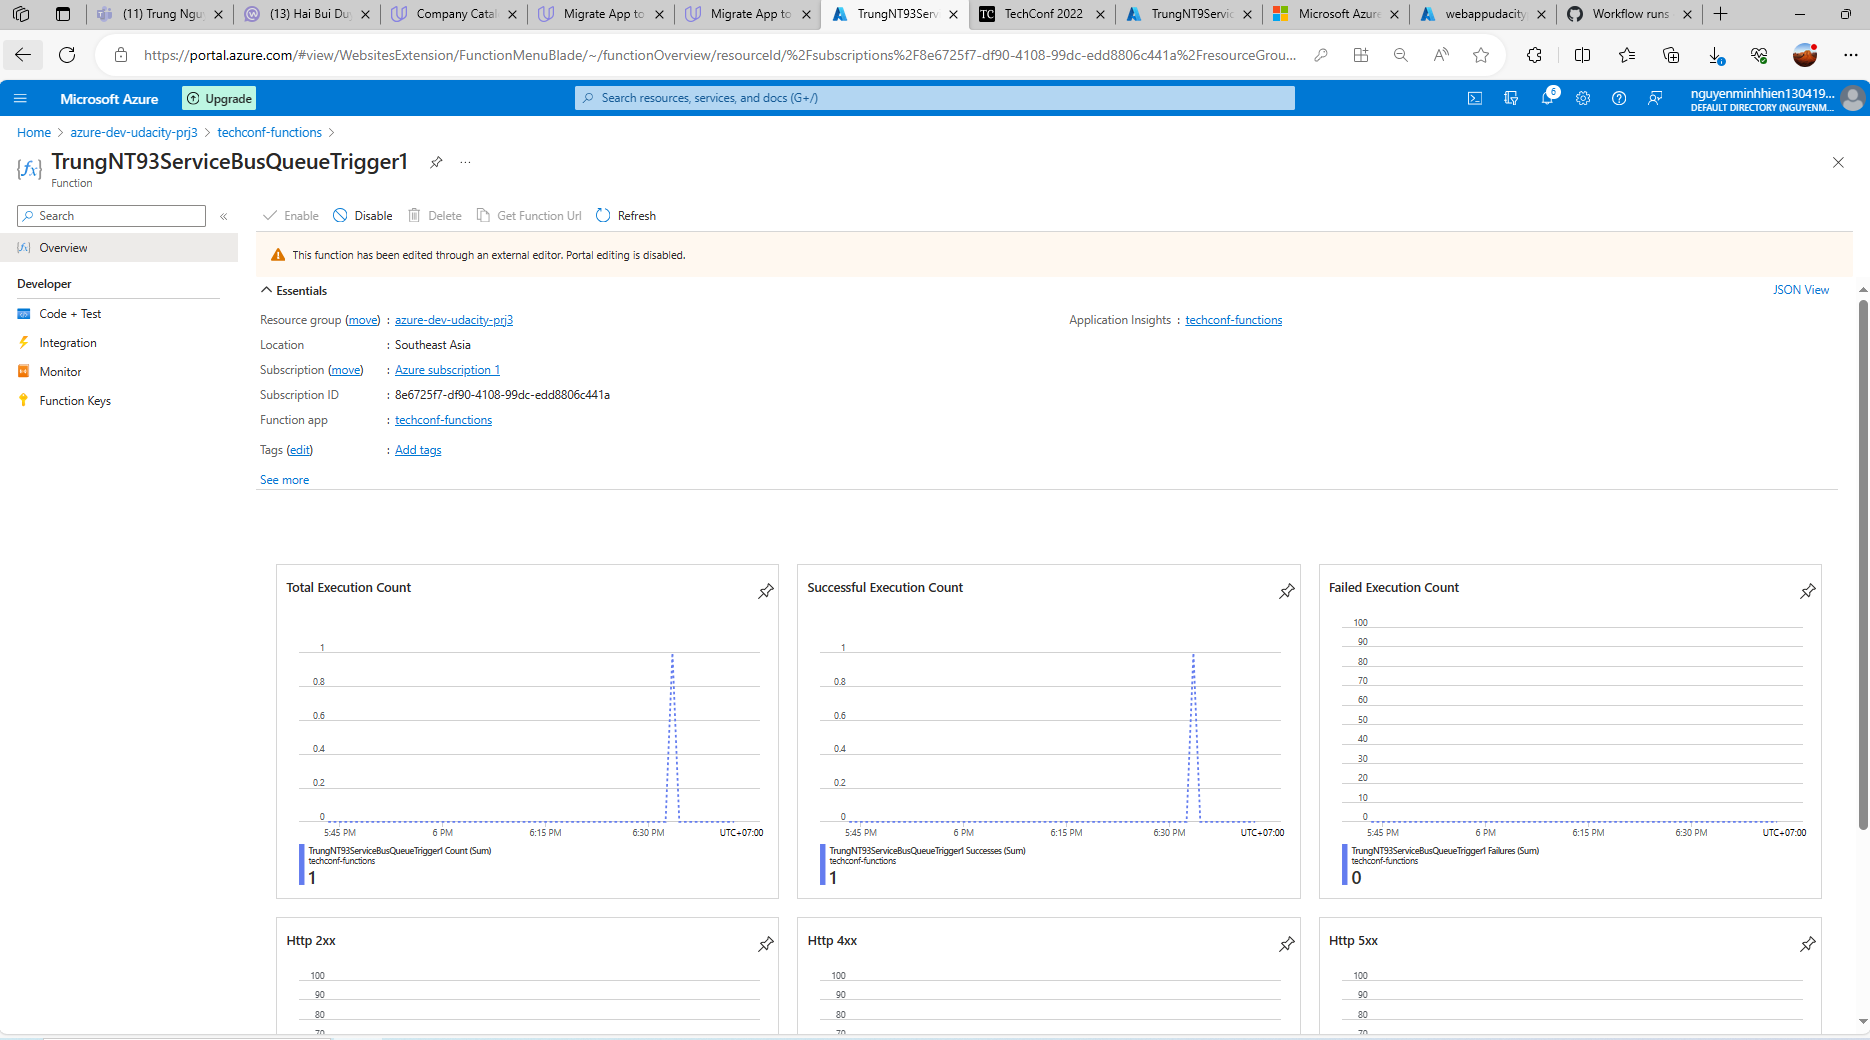 (11) Trung Ngu
(13) Hai Bui Du
Company Catal
Migrate App to
Migrate App to
TrungNT93Serv
TechConf 2022
TrungNT9Servic
Microsoft Azure
webappudacity
Workflow runs
https://portal.azure.com/#view/WebsitesExtension/FunctionMenuBlade/~/functionOverview/resourceId/%2Fsubscriptions%2F8e6725f7-df90-4108-99dc-edd8806c441a%2FresourceGrou...
Microsoft Azure
Upgrade
Search resources, services, and docs (G+/)
6
nguyenminhhien130419...
DEFAULT DIRECTORY (NGUYENM...
Home > azure-dev-udacity-prj3 > techconf-functions >
TrungNT93ServiceBusQueueTrigger1
...
Function
Search
Overview
Developer
Code + Test
Integration
Monitor
Function Keys
Enable
Disable
Delete
Get Function Url
Refresh
This function has been edited through an external editor. Portal editing is disabled.
Essentials
JSON View
Resource group (move) : azure-dev-udacity-prj3
Application Insights : techconf-functions
Location : Southeast Asia
Subscription (move) : Azure subscription 1
Subscription ID : 8e6725f7-df90-4108-99dc-edd8806c441a
Function app : techconf-functions
Tags (edit) : Add tags
See more
Total Execution Count
1
0.8
0.6
0.4
0.2
0
5:45 PM 6 PM 6:15 PM 6:30 PM UTC+07:00
TrungNT93ServiceBusQueueTrigger1 Count (Sum)
techconf-functions
1
Successful Execution Count
1
0.8
0.6
0.4
0.2
0
5:45 PM 6 PM 6:15 PM 6:30 PM UTC+07:00
TrungNT93ServiceBusQueueTrigger1 Successes (Sum)
techconf-functions
1
Failed Execution Count
100
90
80
70
60
50
40
30
20
10
0
5:45 PM 6 PM 6:15 PM 6:30 PM UTC+07:00
TrungNT93ServiceBusQueueTrigger1 Failures (Sum)
techconf-functions
0
Http 2xx
100
90
80
70
Http 4xx
100
90
80
70
Http 5xx
100
90
80
70